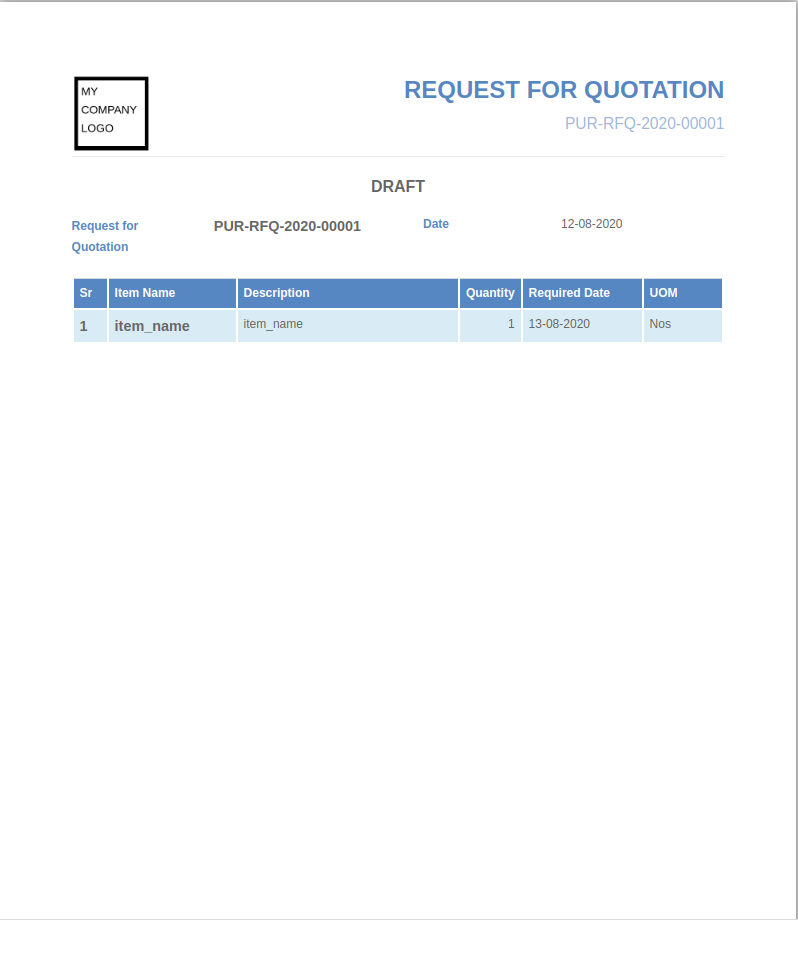 MY
COMPANY
LOGO
REQUEST FOR QUOTATION
PUR-RFQ-2020-00001
DRAFT
Request for Quotation PUR-RFQ-2020-00001 Date 12-08-2020
Sr Item Name Description Quantity Required Date UOM
1 item_name item_name 1 13-08-2020 Nos